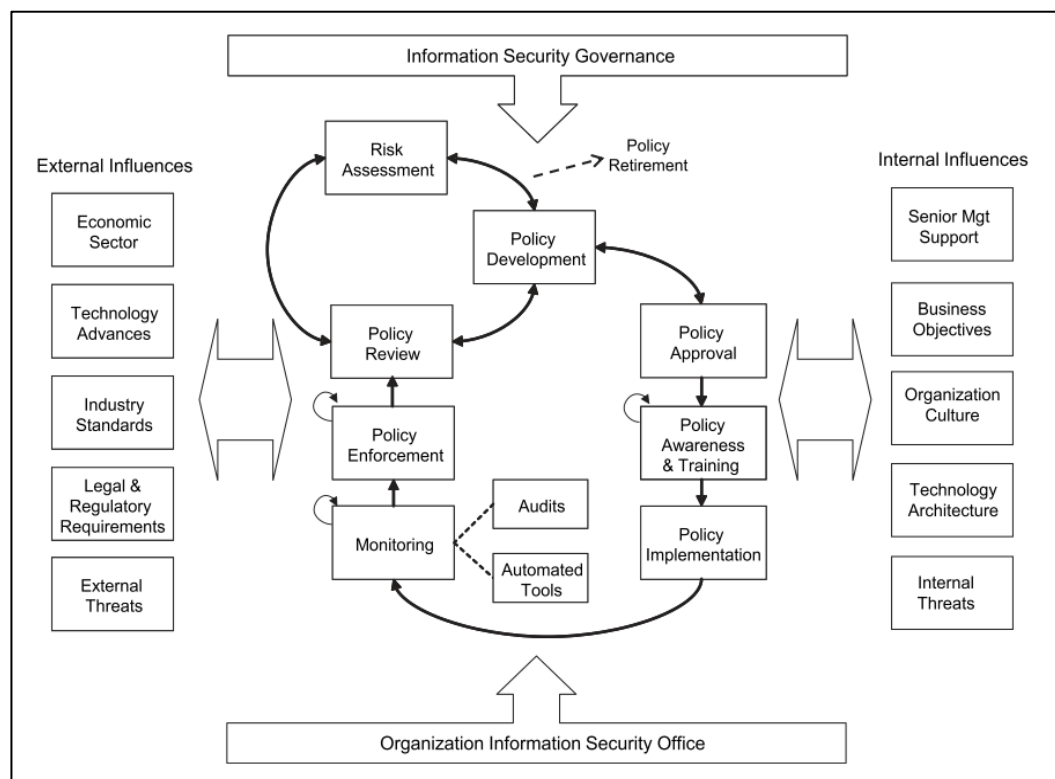 Information Security Governance
Risk
Assessment
Policy
Retirement
External Influences
Internal Influences
Economic
Sector
Technology
Advances
Industry
Standards
Legal &
Regulatory
Requirements
External
Threats
Policy
Development
Policy
Review
Policy
Approval
Policy
Enforcement
Policy
Awareness
& Training
Monitoring
Audits
Automated
Tools
Policy
Implementation
Senior Mgt
Support
Business
Objectives
Organization
Culture
Technology
Architecture
Internal
Threats
Organization Information Security Office